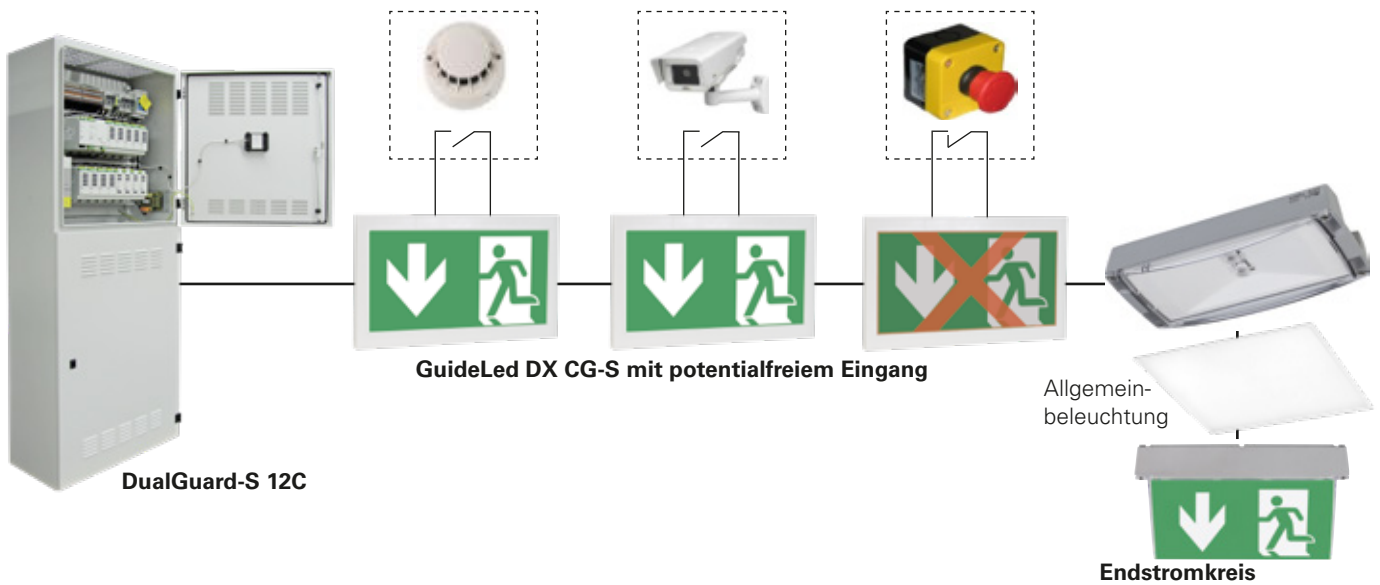 GuideLed DX CG-S mit potentialfreiem Eingang
Allgemein-
beleuchtung
DualGuard-S 12C
Endstromkreis